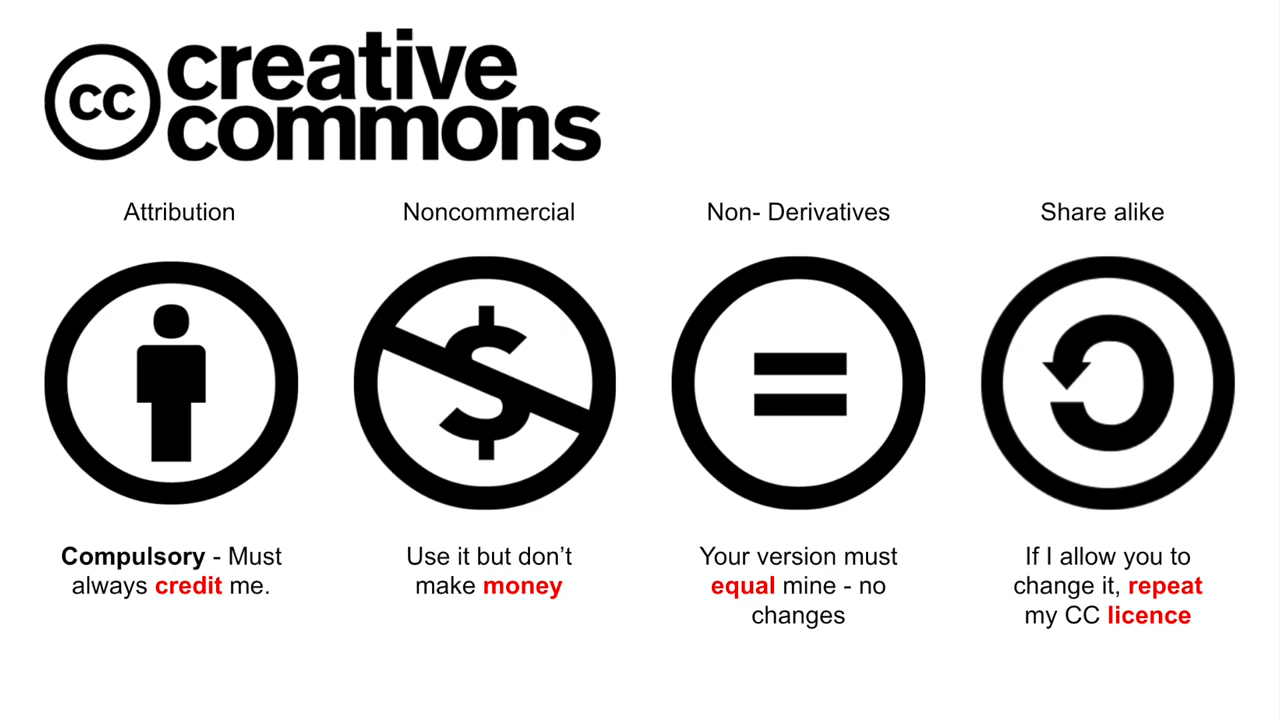 cc creative
commons
Attribution
Noncommercial
Non- Derivatives
Share alike
$
=
Compulsory - Must
always credit me.
Use it but don’t
make money
Your version must
equal mine - no
changes
If I allow you to
change it, repeat
my CC licence